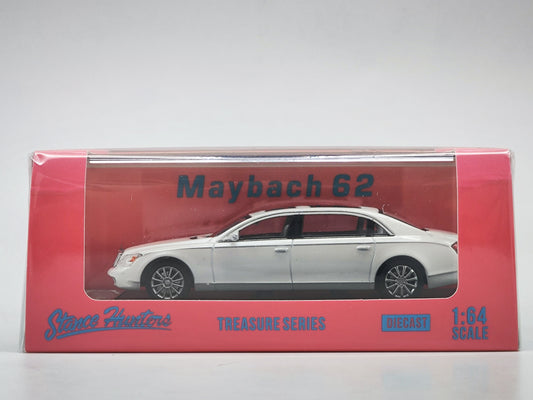 Maybach 62
Stance Hunters
TREASURE SERIES
DIECAST
1:64
SCALE